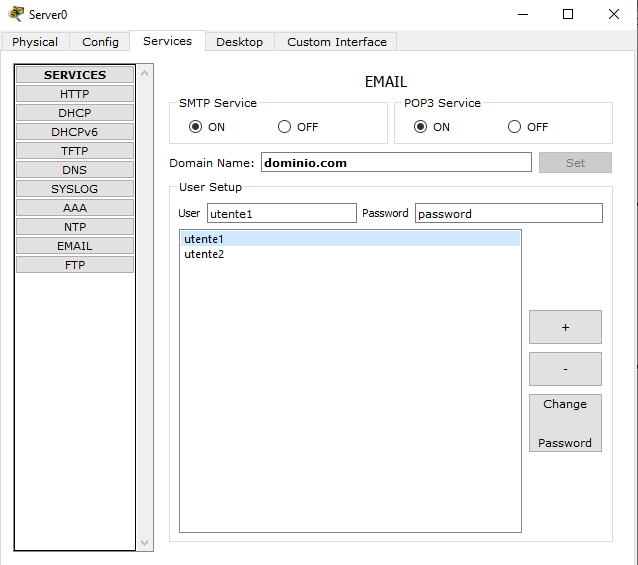 Server0
Physical Config Services Desktop Custom Interface
SERVICES
HTTP
DHCP
DHCPv6
TFTP
DNS
SYSLOG
AAA
NTP
EMAIL
FTP
EMAIL
SMTP Service
ON OFF
POP3 Service
ON OFF
Domain Name: dominio.com Set
User Setup
User utente1 Password password
utente1
utente2
+
-
Change
Password